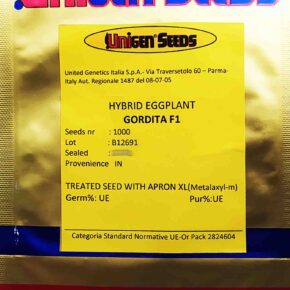 UNIGEN SEEDS
UNIGEN SEEDS
United Genetics Italia S.p.A.- Via Traversetolo 60 – Parma-
Italy Aut. Regionale 1487 del 08-07-05
HYBRID EGGPLANT
GORDITA F1
Seeds nr : 1000
Lot : B12691
Sealed :
Provenience IN
TREATED SEED WITH APRON XL(Metalaxyl-m)
Germ%: UE Pur%:UE
Categoria Standard Normative UE-Or Pack 2824604